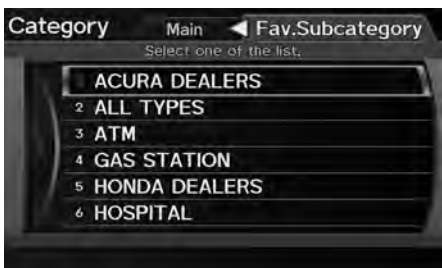 Category Main ◀ Fav.Subcategory
Select one of the list.
1 ACURA DEALERS
2 ALL TYPES
3 ATM
4 GAS STATION
5 HONDA DEALERS
6 HOSPITAL